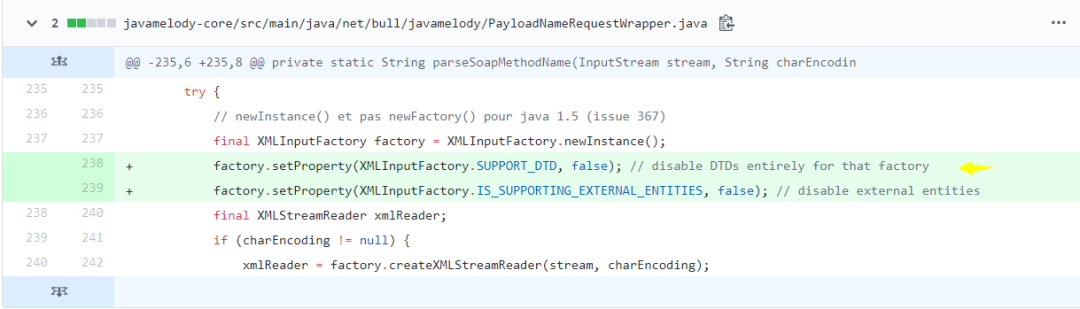 2 javamelody-core/src/main/java/net/bull/javamelody/PayloadNameRequestWrapper.java
@@ -235,6 +235,8 @@ private static String parseSoapMethodName(InputStream stream, String charEncodin
235 235 try {
236 236 // newInstance() et pas newFactory() pour java 1.5 (issue 367)
237 237 final XMLInputFactory factory = XMLInputFactory.newInstance();
238 + factory.setProperty(XMLInputFactory.SUPPORT_DTD, false); // disable DTDs entirely for that factory
239 + factory.setProperty(XMLInputFactory.IS_SUPPORTING_EXTERNAL_ENTITIES, false); // disable external entities
238 240 final XMLStreamReader xmlReader;
239 241 if (charEncoding != null) {
240 242 xmlReader = factory.createXMLStreamReader(stream, charEncoding);